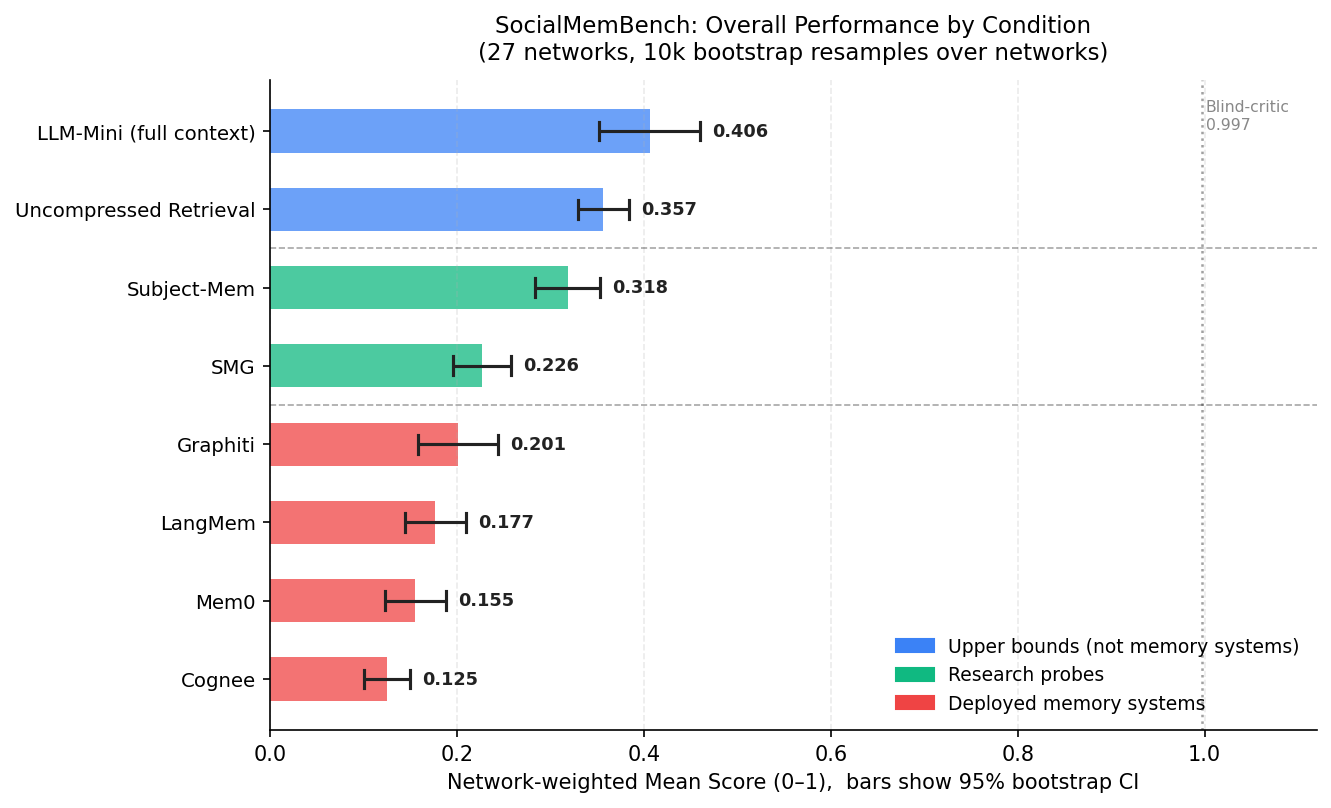 SocialMemBench: Overall Performance by Condition
(27 networks, 10k bootstrap resamples over networks)
Blind-critic
0.997
LLM-Mini (full context)
0.406
Uncompressed Retrieval
0.357
Subject-Mem
0.318
SMG
0.226
Graphiti
0.201
LangMem
0.177
Mem0
0.155
Cognee
0.125
Upper bounds (not memory systems)
Research probes
Deployed memory systems
0.0 0.2 0.4 0.6 0.8 1.0
Network-weighted Mean Score (0–1), bars show 95% bootstrap CI